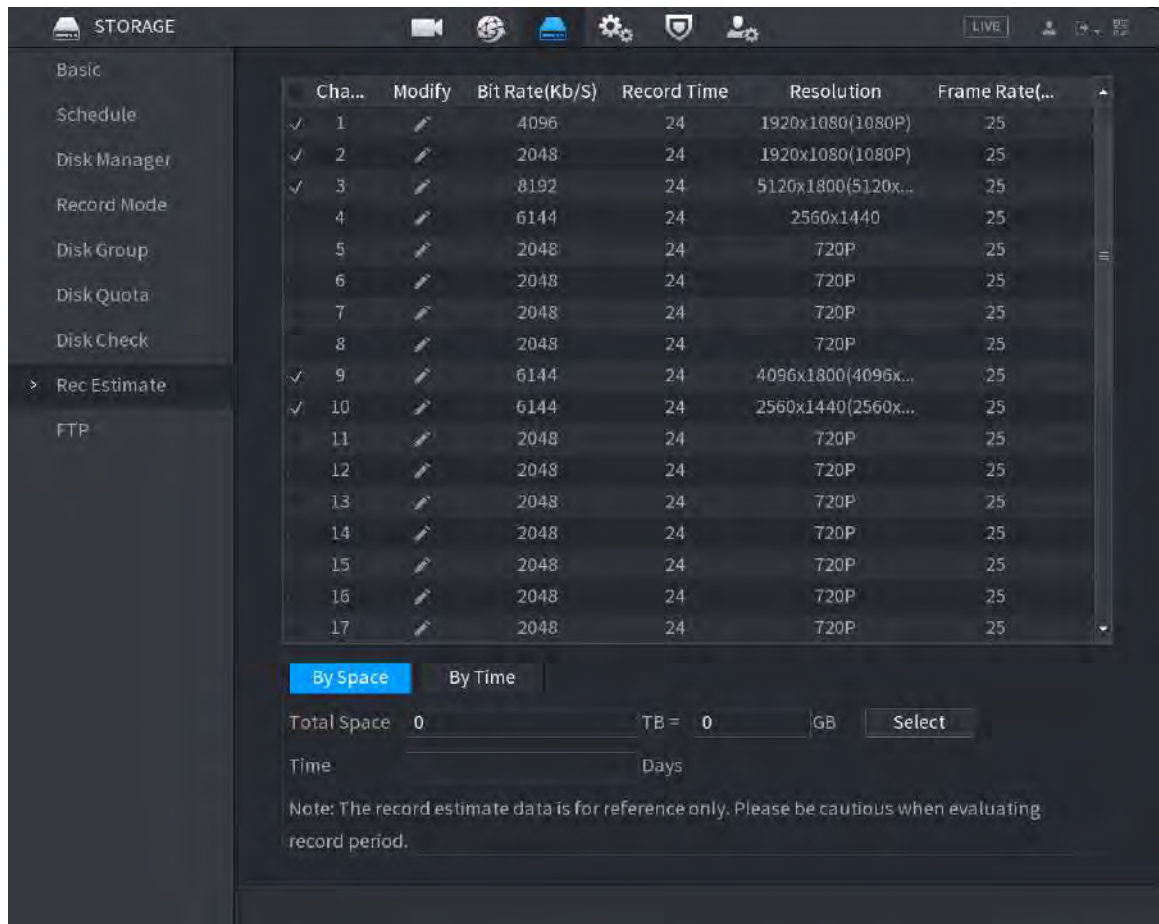 STORAGE
LIVE
Basic
Schedule
Disk Manager
Record Mode
Disk Group
Disk Quota
Disk Check
> Rec Estimate
FTP
Cha... Modify Bit Rate(Kb/S) Record Time Resolution Frame Rate(...
1 4096 24 1920x1080(1080P) 25
2 2048 24 1920x1080(1080P) 25
3 8192 24 5120x1800(5120x... 25
4 6144 24 2560x1440 25
5 2048 24 720P 25
6 2048 24 720P 25
7 2048 24 720P 25
8 2048 24 720P 25
9 6144 24 4096x1800(4096x... 25
10 6144 24 2560x1440(2560x... 25
11 2048 24 720P 25
12 2048 24 720P 25
13 2048 24 720P 25
14 2048 24 720P 25
15 2048 24 720P 25
16 2048 24 720P 25
17 2048 24 720P 25
By Space By Time
Total Space 0 TB = 0 GB Select
Time Days
Note: The record estimate data is for reference only. Please be cautious when evaluating
record period.